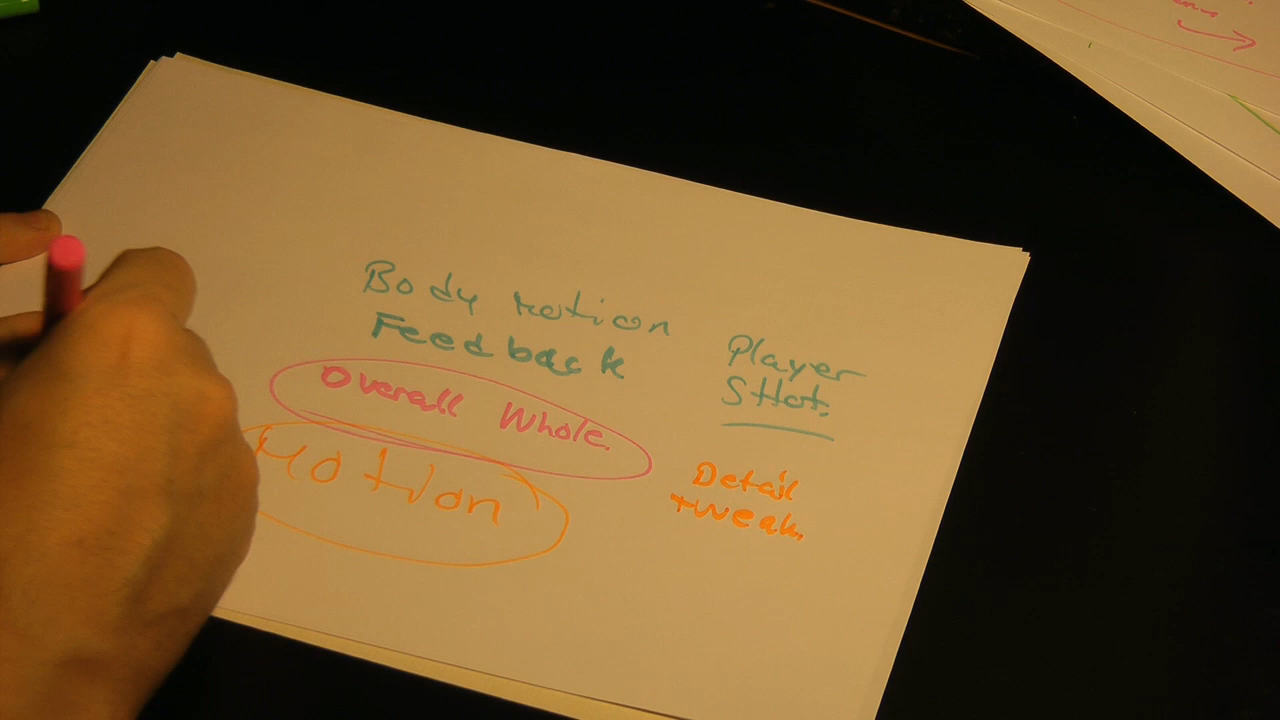 Body Motion
Feedback
Player
SHot.
Overall Whole.
Motion
Detail
tweak.